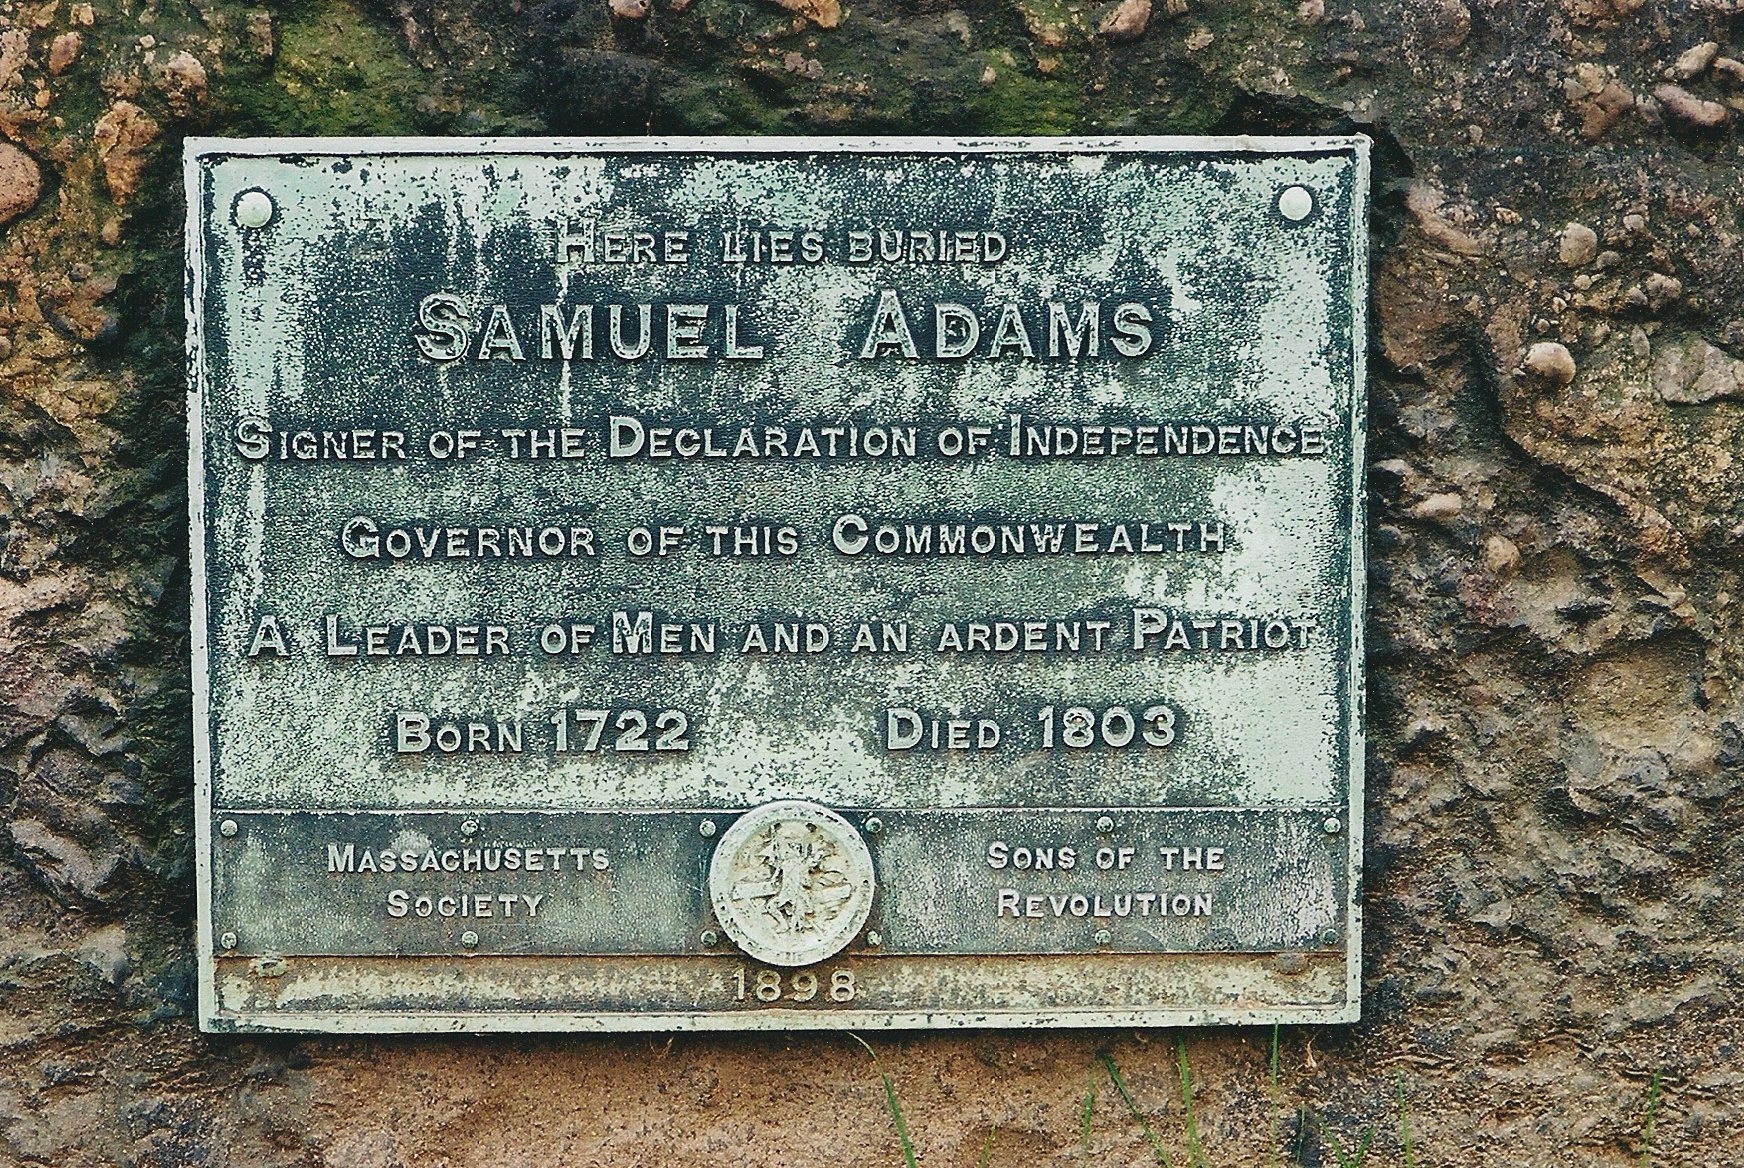 HERE LIES BURIED
SAMUEL ADAMS
SIGNER OF THE DECLARATION OF INDEPENDENCE
GOVERNOR OF THIS COMMONWEALTH
A LEADER OF MEN AND AN ARDENT PATRIOT
BORN 1722 DIED 1803
MASSACHUSETTS
SOCIETY
SONS OF THE
REVOLUTION
1898